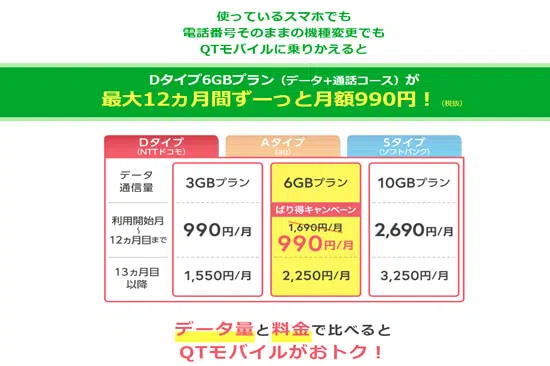 使っているスマホでも
電話番号そのままの機種変更でも
QTモバイルに乗りかえると
Dタイプ6GBプラン（データ+通話コース）が
最大12ヵ月間ずーっと月額990円！（税抜）
Dタイプ Aタイプ Sタイプ
（NTTドコモ） （au） （ソフトバンク）
データ
通信量
3GBプラン 6GBプラン 10GBプラン
ばり得キャンペーン
利用開始月
～
12ヵ月目まで
990円/月
1,690円/月
990円/月
2,690円/月
13ヵ月目
以降
1,550円/月 2,250円/月 3,250円/月
データ量と料金で比べると
QTモバイルがおトク！